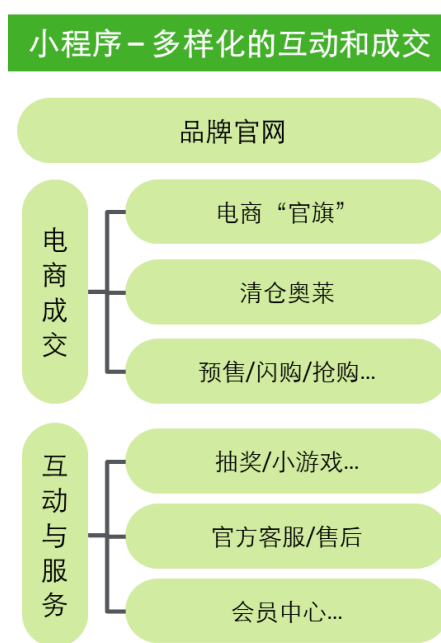 小程序–多样化的互动和成交
品牌官网
电商成交
电商“官旗”
清仓奥莱
预售/闪购/抢购...
互动与服务
抽奖/小游戏...
官方客服/售后
会员中心...